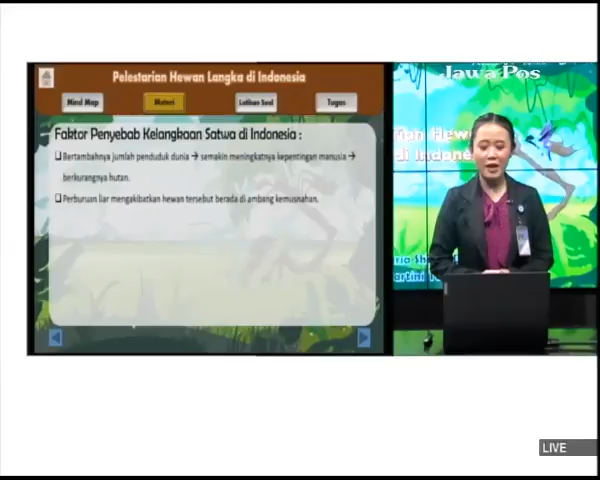 Pelestarian Hewan Langka di Indonesia
Mind Map
Materi
Latihan Soal
Tugas
Faktor Penyebab Kelangkaan Satwa di Indonesia :
Bertambahnya jumlah penduduk dunia → semakin meningkatnya kepentingan manusia →
berkurangnya hutan.
Perburuan liar mengakibatkan hewan tersebut berada di ambang kemusnahan.
Jawa Pos
Hew
di Indone
LIVE